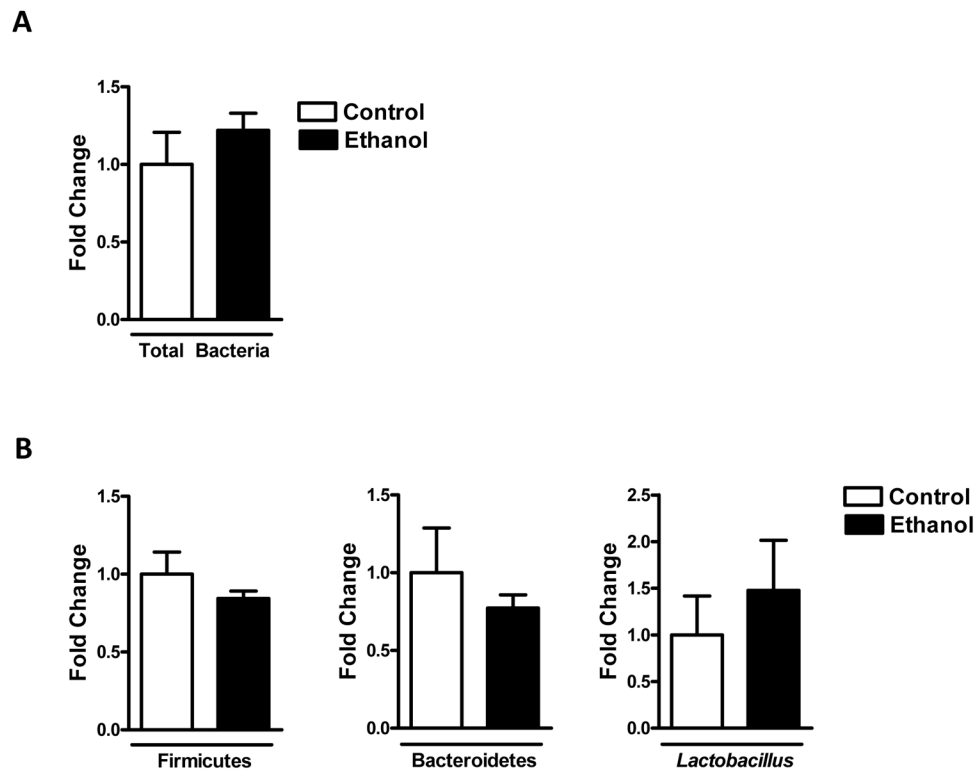 A
1.5
1.0
0.5
0.0
Fold Change
Control
Ethanol
Total Bacteria
B
1.5
1.0
0.5
0.0
Fold Change
Firmicutes
1.5
1.0
0.5
0.0
Fold Change
Bacteroidetes
2.5
2.0
1.5
1.0
0.5
0.0
Fold Change
Lactobacillus
Control
Ethanol